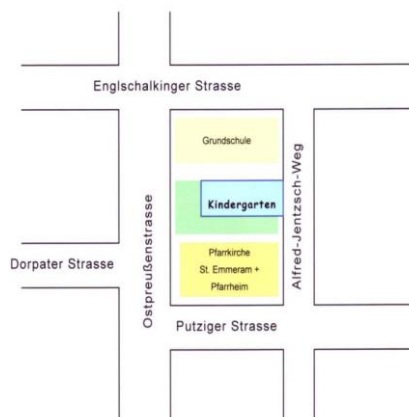 Englschalkinger Strasse
Grundschule
Kindergarten
Alfred-Jentzsch-Weg
Ostpreußenstrasse
Dorpater Strasse
Pfarrkirche
St. Emmeram +
Pfarrheim
Putziger Strasse